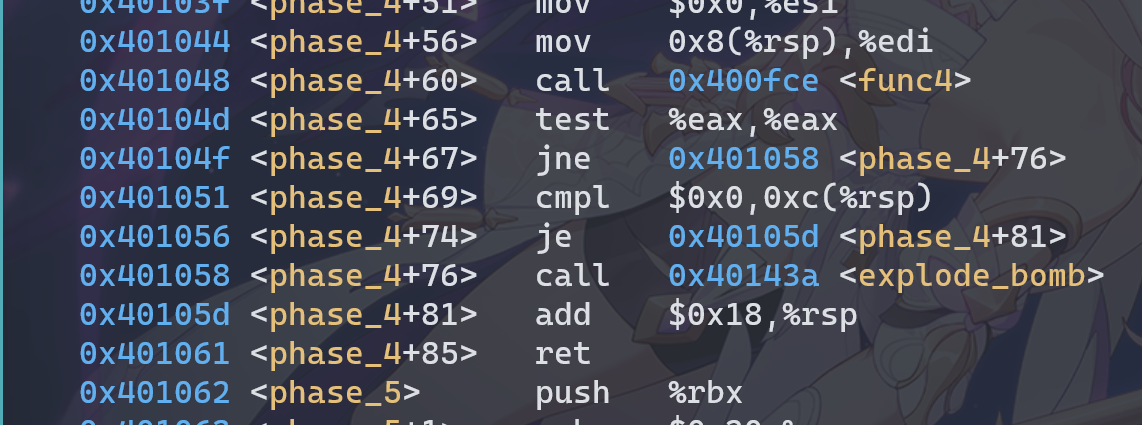 0x40103f <phase_4+51> mov $0x0,%esi
0x401044 <phase_4+56> mov 0x8(%rsp),%edi
0x401048 <phase_4+60> call 0x400fce <func4>
0x40104d <phase_4+65> test %eax,%eax
0x40104f <phase_4+67> jne 0x401058 <phase_4+76>
0x401051 <phase_4+69> cmpl $0x0,0xc(%rsp)
0x401056 <phase_4+74> je 0x40105d <phase_4+81>
0x401058 <phase_4+76> call 0x40143a <explode_bomb>
0x40105d <phase_4+81> add $0x18,%rsp
0x401061 <phase_4+85> ret
0x401062 <phase_5> push %rbx